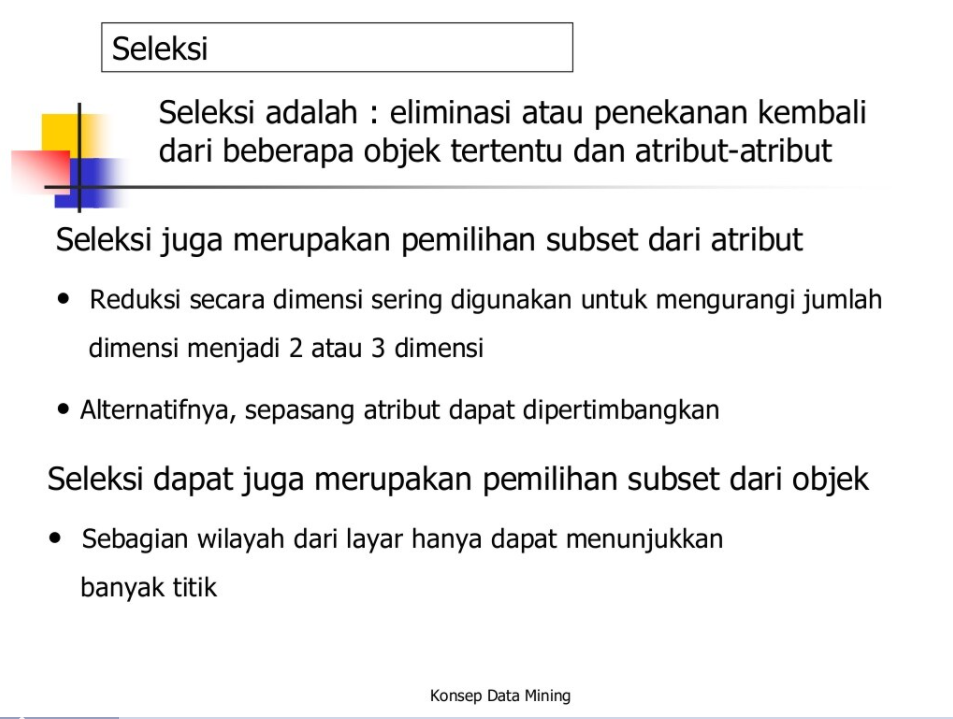 Seleksi
Seleksi adalah : eliminasi atau penekanan kembali
dari beberapa objek tertentu dan atribut-atribut
Seleksi juga merupakan pemilihan subset dari atribut
• Reduksi secara dimensi sering digunakan untuk mengurangi jumlah
dimensi menjadi 2 atau 3 dimensi
• Alternatifnya, sepasang atribut dapat dipertimbangkan
Seleksi dapat juga merupakan pemilihan subset dari objek
• Sebagian wilayah dari layar hanya dapat menunjukkan
banyak titik
Konsep Data Mining